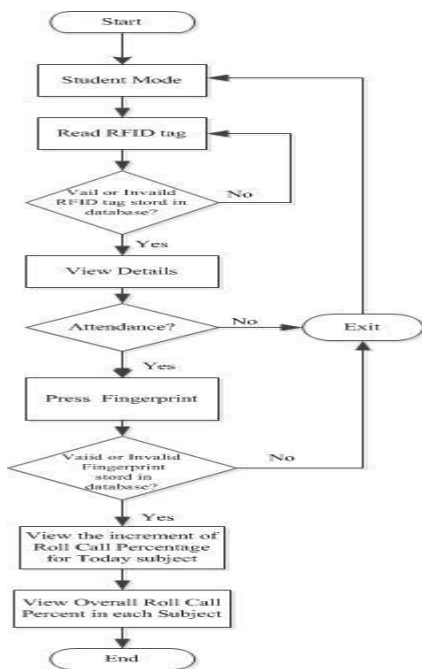 Start
Student Mode
Read RFID tag
Vail or Invaild
RFID tag stord in
database?
No
Yes
View Details
Attendance?
No
Exit
Yes
Press Fingerprint
Vaiid or Invalid
Fingerprint
stord in
database?
No
Yes
View the increment of
Roll Call Percentage
for Today subject
View Overall Roll Call
Percent in each Subject
End